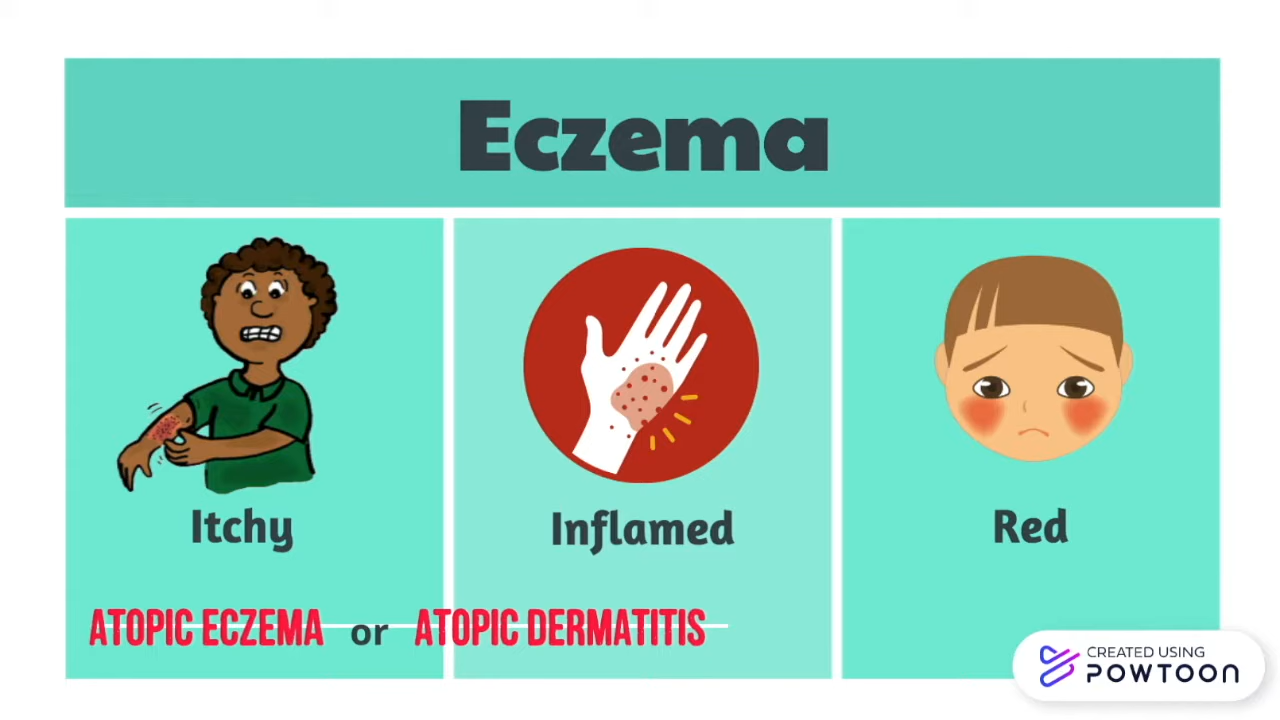 Eczema
Itchy
Inflamed
Red
ATOPIC ECZEMA or ATOPIC DERMATITIS
CREATED USING
POWTOON